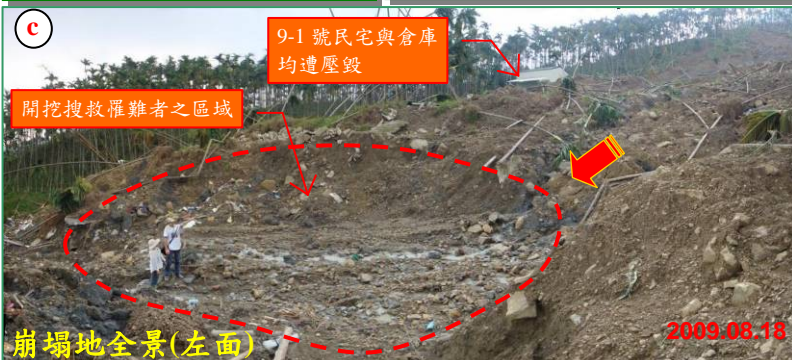 c
9-1 號民宅與倉庫
均遭壓毀
開挖搜救罹難者之區域
崩塌地全景(左面)
2009.08.18